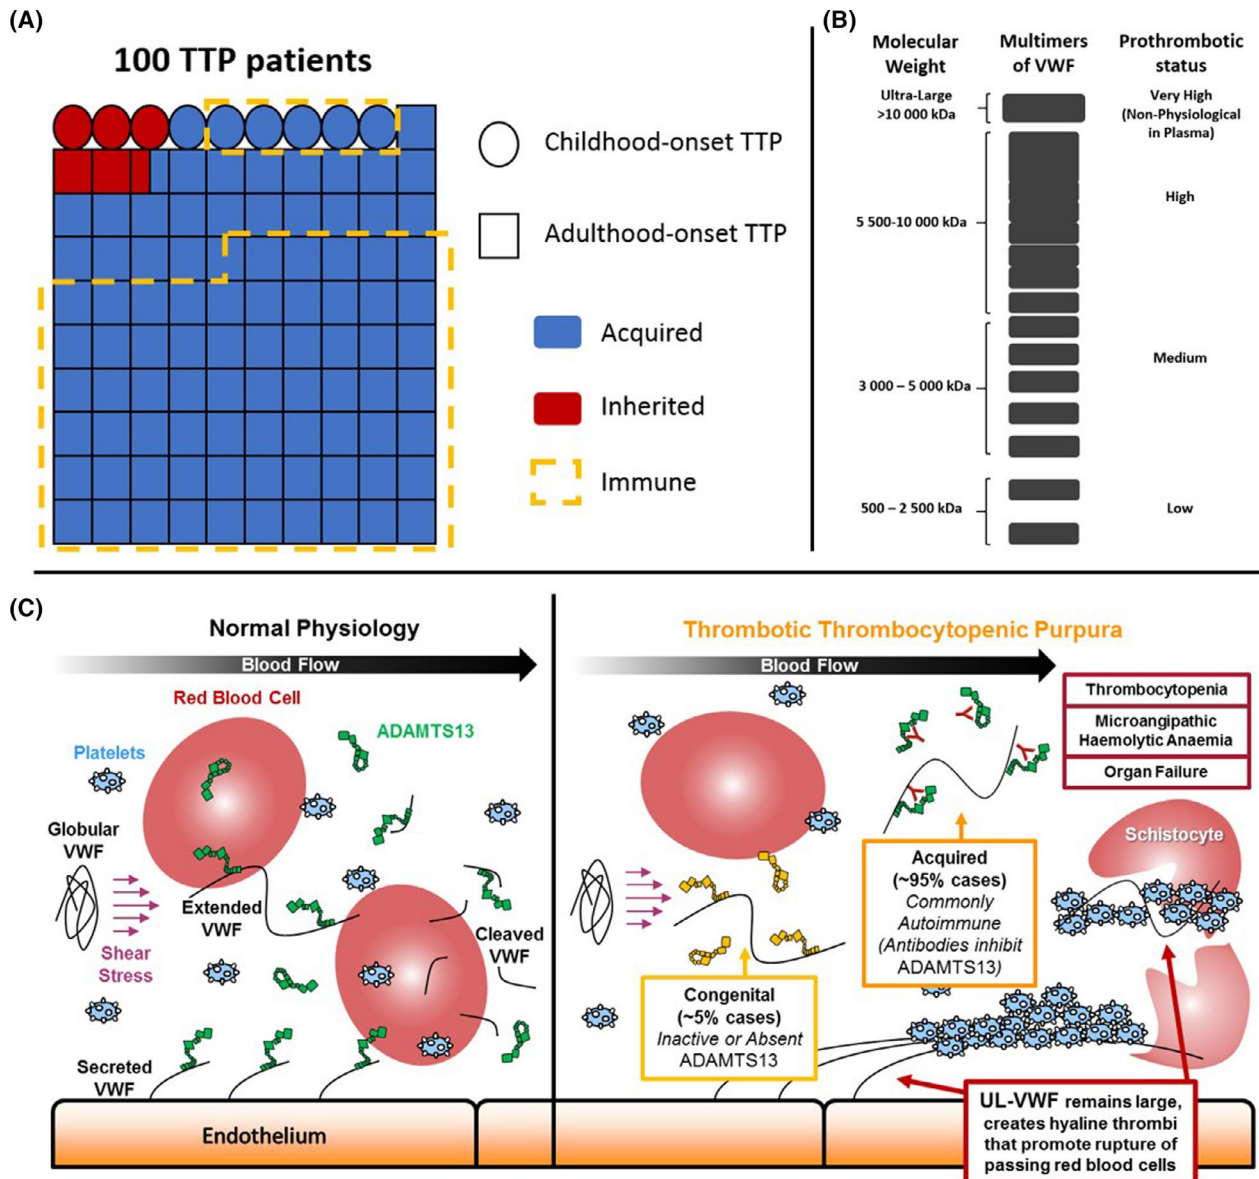 (A)
100 TTP patients
Childhood-onset TTP
Adulthood-onset TTP
Acquired
Inherited
Immune
(B)
Molecular
Weight
Multimers
of VWF
Prothrombotic
status
Ultra-Large
>10 000 kDa
Very High
(Non-Physiological
in Plasma)
5 500-10 000 kDa
High
3 000 – 5 000 kDa
Medium
500 – 2 500 kDa
Low
(C)
Normal Physiology
Blood Flow
Red Blood Cell
ADAMTS13
Platelets
Globular
VWF
Extended
VWF
Shear
Stress
Cleaved
VWF
Secreted
VWF
Endothelium
Thrombotic Thrombocytopenic Purpura
Blood Flow
Thrombocytopenia
Microangipathic
Haemolytic Anaemia
Organ Failure
Schistocyte
Acquired
(~95% cases)
Commonly
Autoimmune
(Antibodies inhibit
ADAMTS13)
Congenital
(~5% cases)
Inactive or Absent
ADAMTS13
UL-VWF remains large,
creates hyaline thrombi
that promote rupture of
passing red blood cells